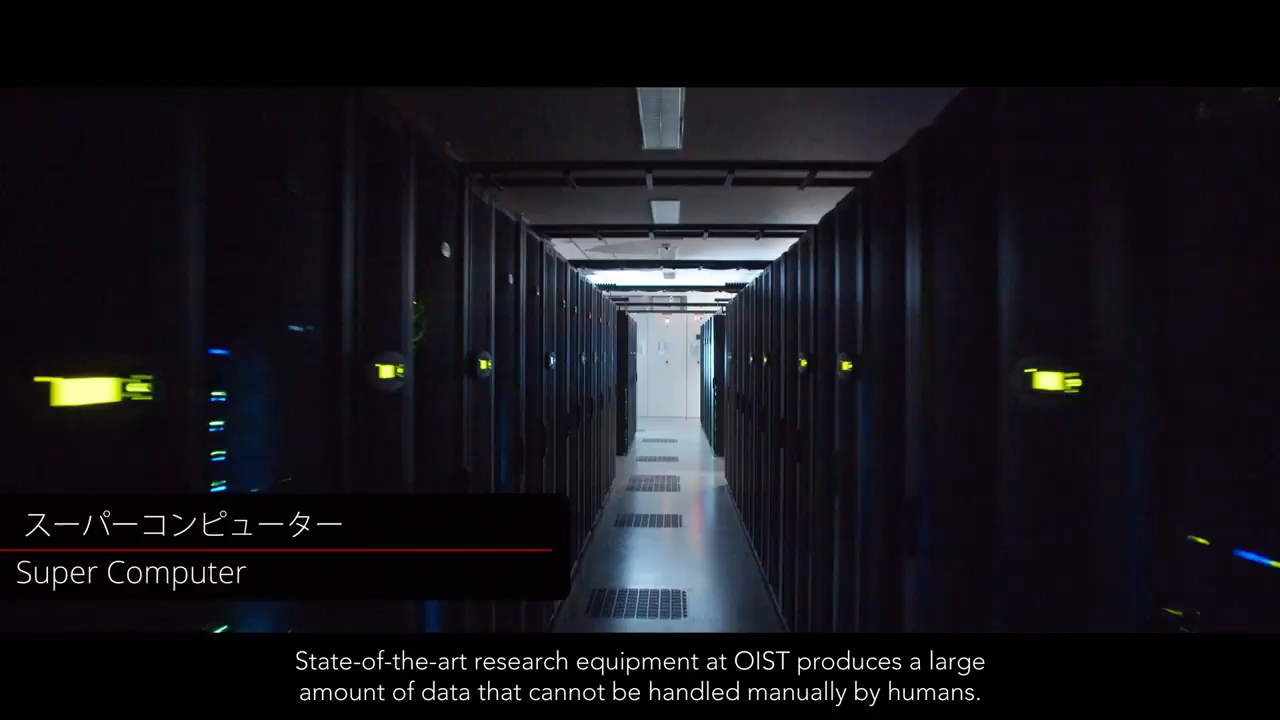 スーパーコンピューター
Super Computer
State-of-the-art research equipment at OIST produces a large
amount of data that cannot be handled manually by humans.